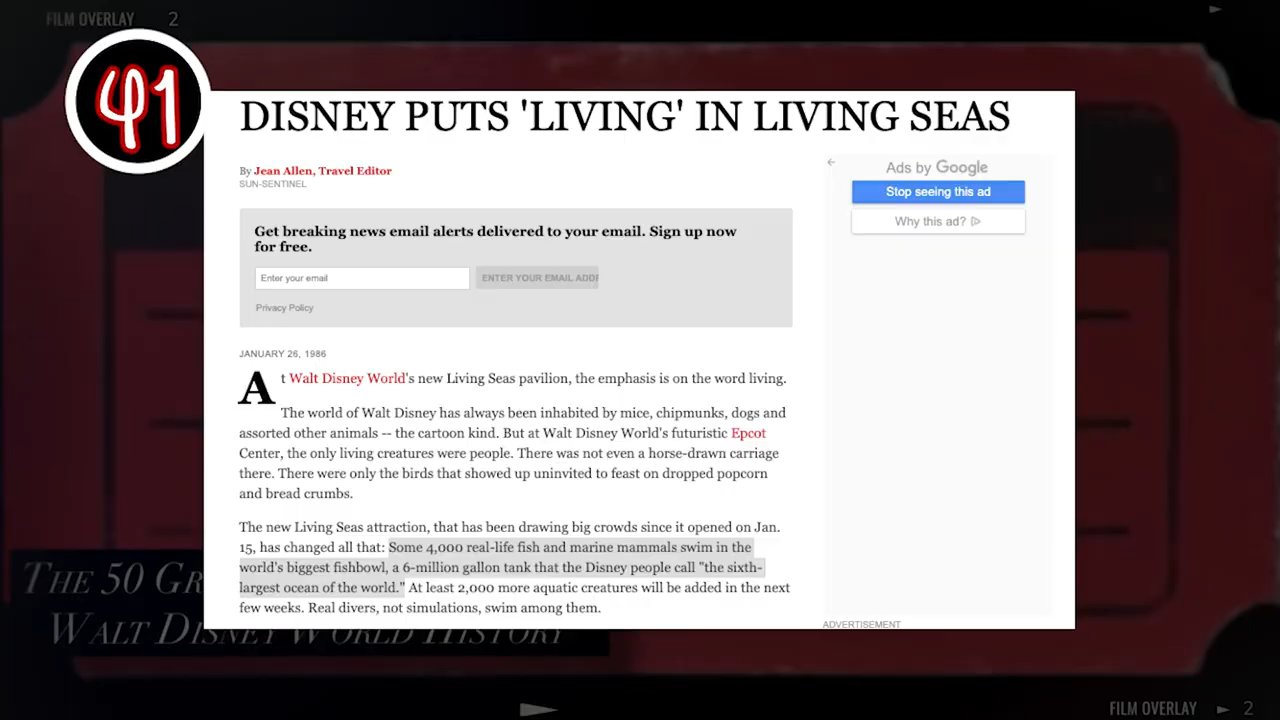 FILM OVERLAY 2
41
DISNEY PUTS 'LIVING' IN LIVING SEAS
By Jean Allen, Travel Editor
SUN-SENTINEL
Ads by Google
Stop seeing this ad
Why this ad?
Get breaking news email alerts delivered to your email. Sign up now
for free.
Enter your email
ENTER YOUR EMAIL ADDR
Privacy Policy
JANUARY 26, 1986
At Walt Disney World's new Living Seas pavilion, the emphasis is on the word living.
The world of Walt Disney has always been inhabited by mice, chipmunks, dogs and
assorted other animals -- the cartoon kind. But at Walt Disney World's futuristic Epcot
Center, the only living creatures were people. There was not even a horse-drawn carriage
there. There were only the birds that showed up uninvited to feast on dropped popcorn
and bread crumbs.
The new Living Seas attraction, that has been drawing big crowds since it opened on Jan.
15, has changed all that: Some 4,000 real-life fish and marine mammals swim in the
world's biggest fishbowl, a 6-million gallon tank that the Disney people call "the sixth-
largest ocean of the world." At least 2,000 more aquatic creatures will be added in the next
few weeks. Real divers, not simulations, swim among them.
ADVERTISEMENT
THE 50 GR
WALT DISNEY WORLD HISTORY
FILM OVERLAY 2